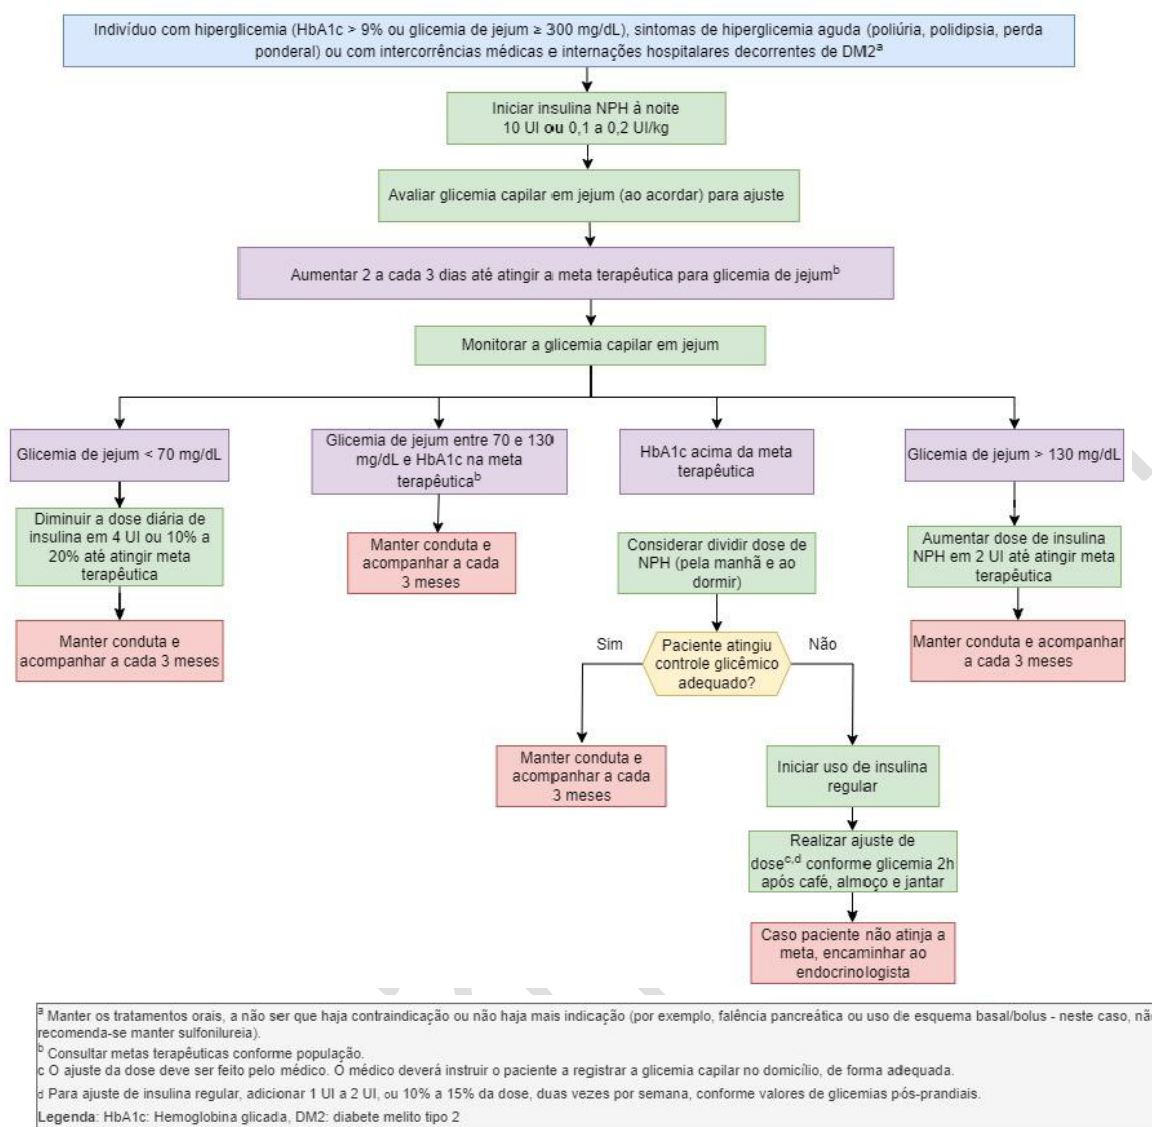 Indivíduo com hiperglicemia (HbA1c > 9% ou glicemia de jejum ≥ 300 mg/dL), sintomas de hiperglicemia aguda (poliúria, polidipsia, perda
ponderal) ou com intercorrências médicas e internações hospitalares decorrentes de DM2ª
Iniciar insulina NPH à noite
10 UI ou 0,1 a 0,2 UI/kg
Avaliar glicemia capilar em jejum (ao acordar) para ajuste
Aumentar 2 a cada 3 dias até atingir a meta terapêutica para glicemia de jejumᵇ
Monitorar a glicemia capilar em jejum
Glicemia de jejum < 70 mg/dL
Diminuir a dose diária de
insulina em 4 UI ou 10% a
20% até atingir meta
terapêutica
Manter conduta e
acompanhar a cada 3 meses
Glicemia de jejum entre 70 e 130
mg/dL e HbA1c na meta
terapêuticaᵇ
Manter conduta e
acompanhar a cada
3 meses
HbA1c acima da meta
terapêutica
Considerar dividir dose de
NPH (pela manhã e ao
dormir)
Paciente atingiu
controle glicêmico
adequado?
Sim
Não
Manter conduta e
acompanhar a cada
3 meses
Iniciar uso de insulina
regular
Realizar ajuste de
doseᶜ,ᵈ conforme glicemia 2h
após café, almoço e jantar
Caso paciente não atinja a
meta, encaminhar ao
endocrinologista
Glicemia de jejum > 130 mg/dL
Aumentar dose de insulina
NPH em 2 UI até atingir meta
terapêutica
Manter conduta e acompanhar
a cada 3 meses
ª Manter os tratamentos orais, a não ser que haja contraindicação ou não haja mais indicação (por exemplo, falência pancreática ou uso de esquema basal/bolus - neste caso, nã
recomenda-se manter sulfonilureia).
ᵇ Consultar metas terapêuticas conforme população.
c O ajuste da dose deve ser feito pelo médico. O médico deverá instruir o paciente a registrar a glicemia capilar no domicílio, de forma adequada.
d Para ajuste de insulina regular, adicionar 1 UI a 2 UI, ou 10% a 15% da dose, duas vezes por semana, conforme valores de glicemias pós-prandiais.
Legenda: HbA1c: Hemoglobina glicada, DM2: diabete melito tipo 2